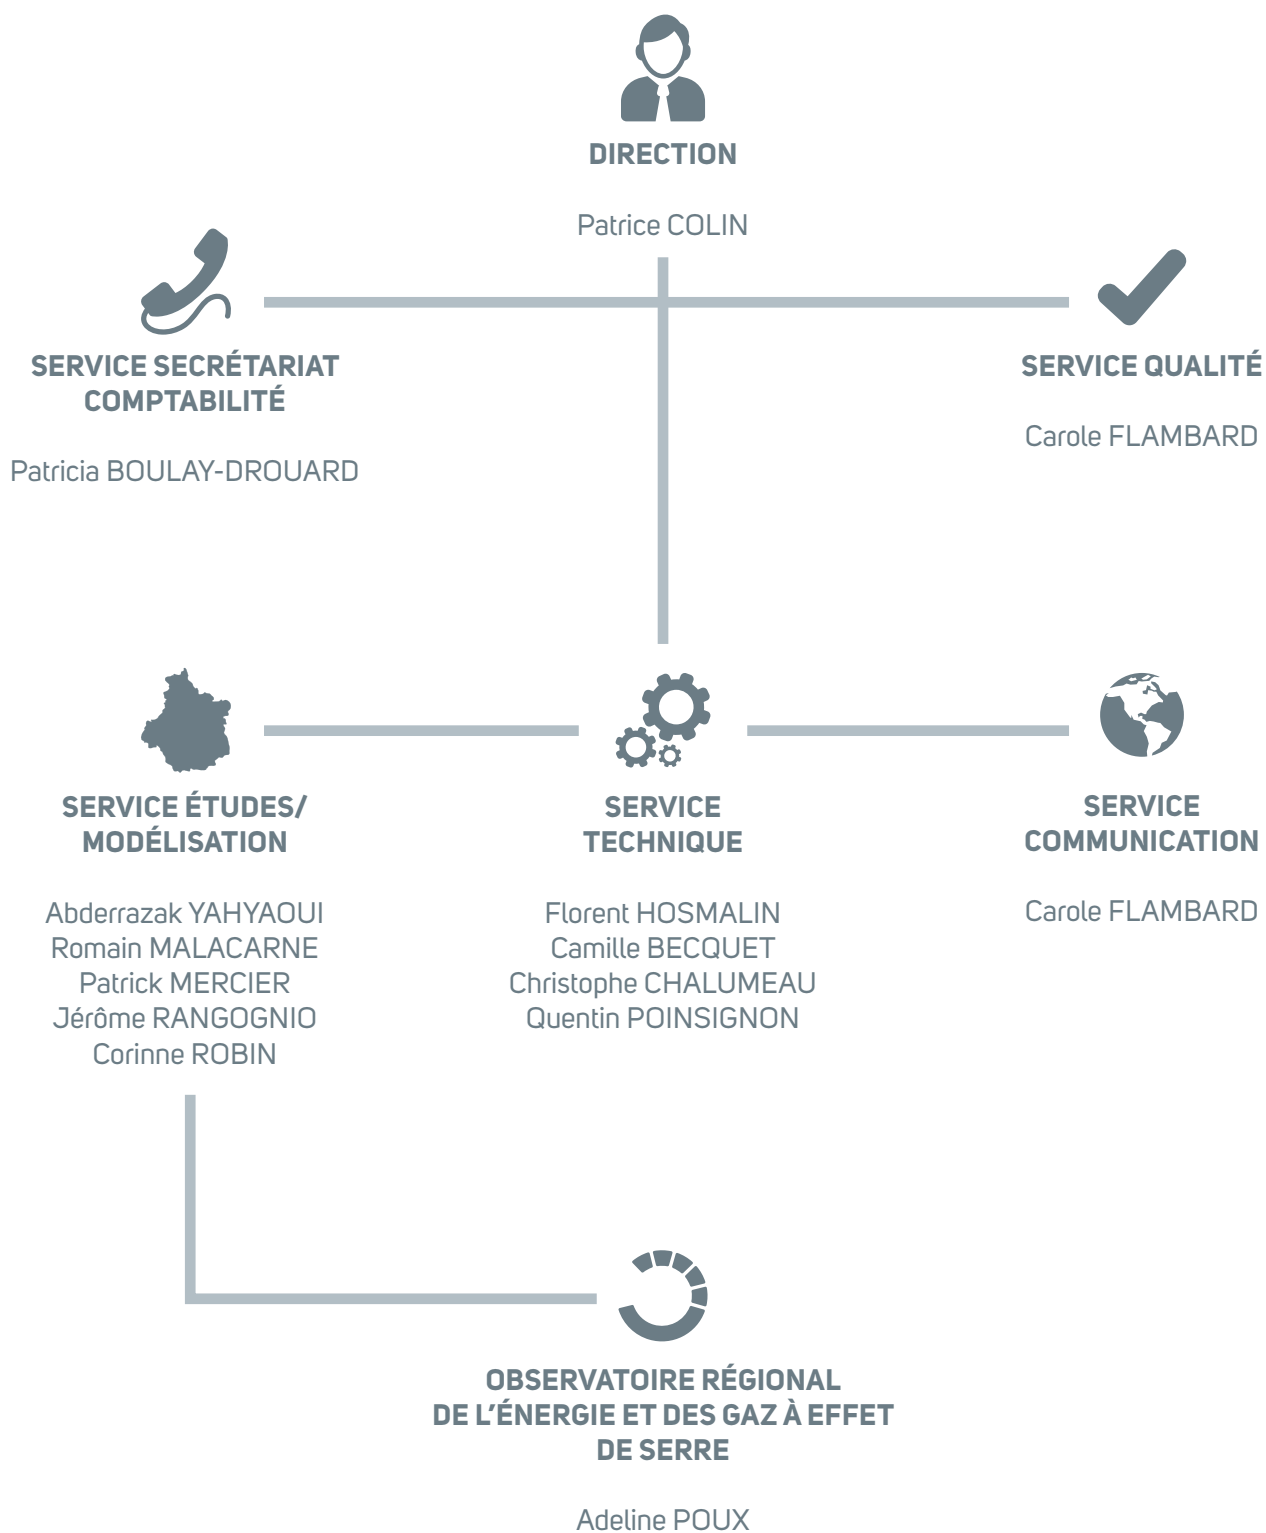 DIRECTION
Patrice COLIN
SERVICE SECRÉTARIAT
COMPTABILITÉ
Patricia BOULAY-DROUARD
SERVICE QUALITÉ
Carole FLAMBARD
SERVICE ÉTUDES/
MODÉLISATION
Abderrazak YAHYAOUI
Romain MALACARNE
Patrick MERCIER
Jérôme RANGOGNIO
Corinne ROBIN
SERVICE
TECHNIQUE
Florent HOSMALIN
Camille BECQUET
Christophe CHALUMEAU
Quentin POINSIGNON
SERVICE
COMMUNICATION
Carole FLAMBARD
OBSERVATOIRE RÉGIONAL
DE L’ÉNERGIE ET DES GAZ À EFFET
DE SERRE
Adeline POUX